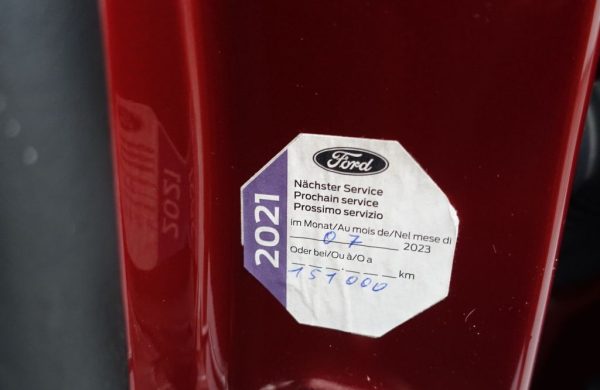 Ford
2021
Nächster Service
Prochain service
Prossimo servizio
im Monat/Au mois de/Nel mese di
07 2023
Oder bei/Ou à/O a
151000 km
2021